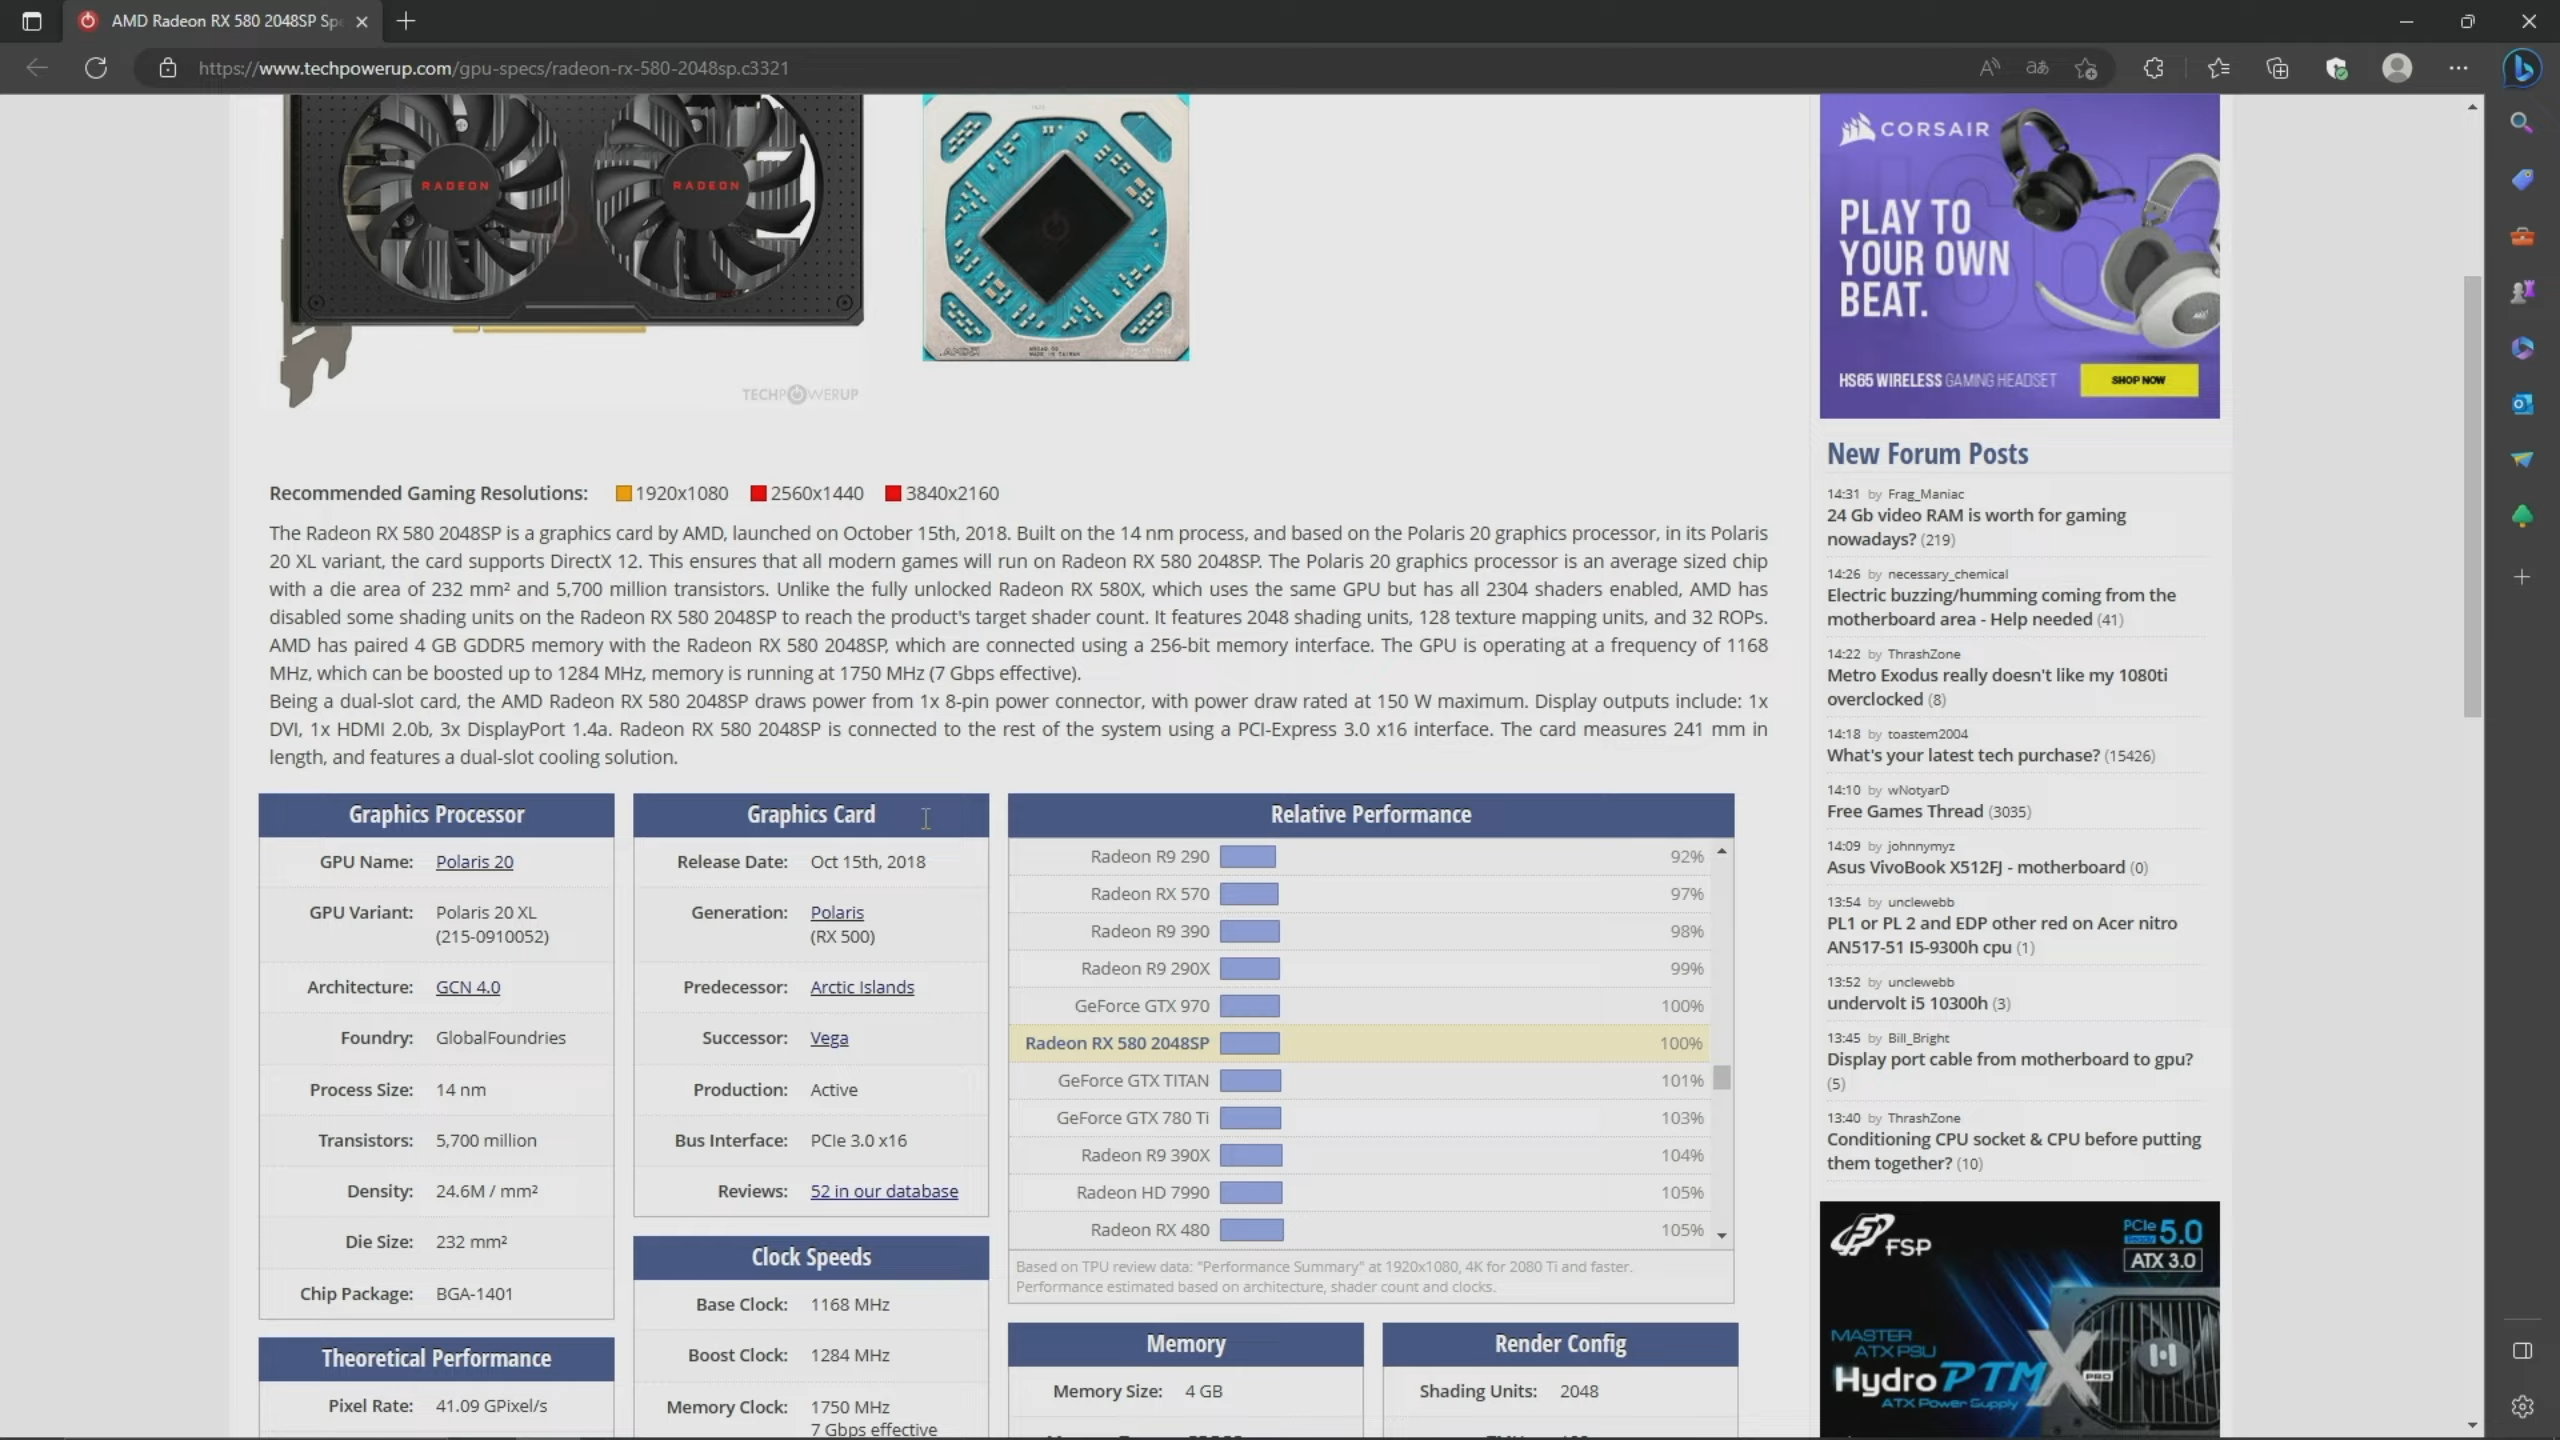 AMD Radeon RX 580 2048SP Spe
https://www.techpowerup.com/gpu-specs/radeon-rx-580-2048sp.c3321
RADEON
RADEON
TECHPOWERUP
AMD
CORSAIR
PLAY TO
YOUR OWN
BEAT.
HS65 WIRELESS GAMING HEADSET
SHOP NOW
Recommended Gaming Resolutions: 1920x1080 2560x1440 3840x2160
The Radeon RX 580 2048SP is a graphics card by AMD, launched on October 15th, 2018. Built on the 14 nm process, and based on the Polaris 20 graphics processor, in its Polaris
20 XL variant, the card supports DirectX 12. This ensures that all modern games will run on Radeon RX 580 2048SP. The Polaris 20 graphics processor is an average sized chip
with a die area of 232 mm² and 5,700 million transistors. Unlike the fully unlocked Radeon RX 580X, which uses the same GPU but has all 2304 shaders enabled, AMD has
disabled some shading units on the Radeon RX 580 2048SP to reach the product's target shader count. It features 2048 shading units, 128 texture mapping units, and 32 ROPs.
AMD has paired 4 GB GDDR5 memory with the Radeon RX 580 2048SP, which are connected using a 256-bit memory interface. The GPU is operating at a frequency of 1168
MHz, which can be boosted up to 1284 MHz, memory is running at 1750 MHz (7 Gbps effective).
Being a dual-slot card, the AMD Radeon RX 580 2048SP draws power from 1x 8-pin power connector, with power draw rated at 150 W maximum. Display outputs include: 1x
DVI, 1x HDMI 2.0b, 3x DisplayPort 1.4a. Radeon RX 580 2048SP is connected to the rest of the system using a PCI-Express 3.0 x16 interface. The card measures 241 mm in
length, and features a dual-slot cooling solution.
Graphics Processor
GPU Name: Polaris 20
GPU Variant: Polaris 20 XL
(215-0910052)
Architecture: GCN 4.0
Foundry: GlobalFoundries
Process Size: 14 nm
Transistors: 5,700 million
Density: 24.6M / mm²
Die Size: 232 mm²
Chip Package: BGA-1401
Theoretical Performance
Pixel Rate: 41.09 GPixel/s
Graphics Card
Release Date: Oct 15th, 2018
Generation: Polaris
(RX 500)
Predecessor: Arctic Islands
Successor: Vega
Production: Active
Bus Interface: PCIe 3.0 x16
Reviews: 52 in our database
Clock Speeds
Base Clock: 1168 MHz
Boost Clock: 1284 MHz
Memory Clock: 1750 MHz
7 Gbps effective
Relative Performance
Radeon R9 290 92%
Radeon RX 570 97%
Radeon R9 390 98%
Radeon R9 290X 99%
GeForce GTX 970 100%
Radeon RX 580 2048SP 100%
GeForce GTX TITAN 101%
GeForce GTX 780 Ti 103%
Radeon R9 390X 104%
Radeon HD 7990 105%
Radeon RX 480 105%
Based on TPU review data: "Performance Summary" at 1920x1080, 4K for 2080 Ti and faster.
Performance estimated based on architecture, shader count and clocks.
Memory
Memory Size: 4 GB
Render Config
Shading Units: 2048
New Forum Posts
14:31 by Frag_Maniac
24 Gb video RAM is worth for gaming
nowadays? (219)
14:26 by necessary_chemical
Electric buzzing/humming coming from the
motherboard area - Help needed (41)
14:22 by ThrashZone
Metro Exodus really doesn't like my 1080ti
overclocked (8)
14:18 by toastem2004
What's your latest tech purchase? (15426)
14:10 by wNotyarD
Free Games Thread (3035)
14:09 by johnnymyz
Asus VivoBook X512FJ - motherboard (0)
13:54 by unclewebb
PL1 or PL 2 and EDP other red on Acer nitro
AN517-51 I5-9300h cpu (1)
13:52 by unclewebb
undervolt i5 10300h (3)
13:45 by Bill_Bright
Display port cable from motherboard to gpu?
(5)
13:40 by ThrashZone
Conditioning CPU socket & CPU before putting
them together? (10)
FSP
PCIe 5.0
Ready
ATX 3.0
MASTER
ATX PSU
Hydro PTM X PRO
ATX Power Supply